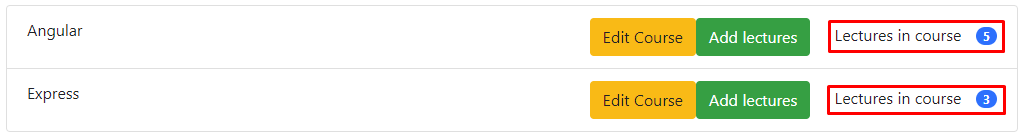 Angular Edit Course Add lectures Lectures in course 5
Express Edit Course Add lectures Lectures in course 3